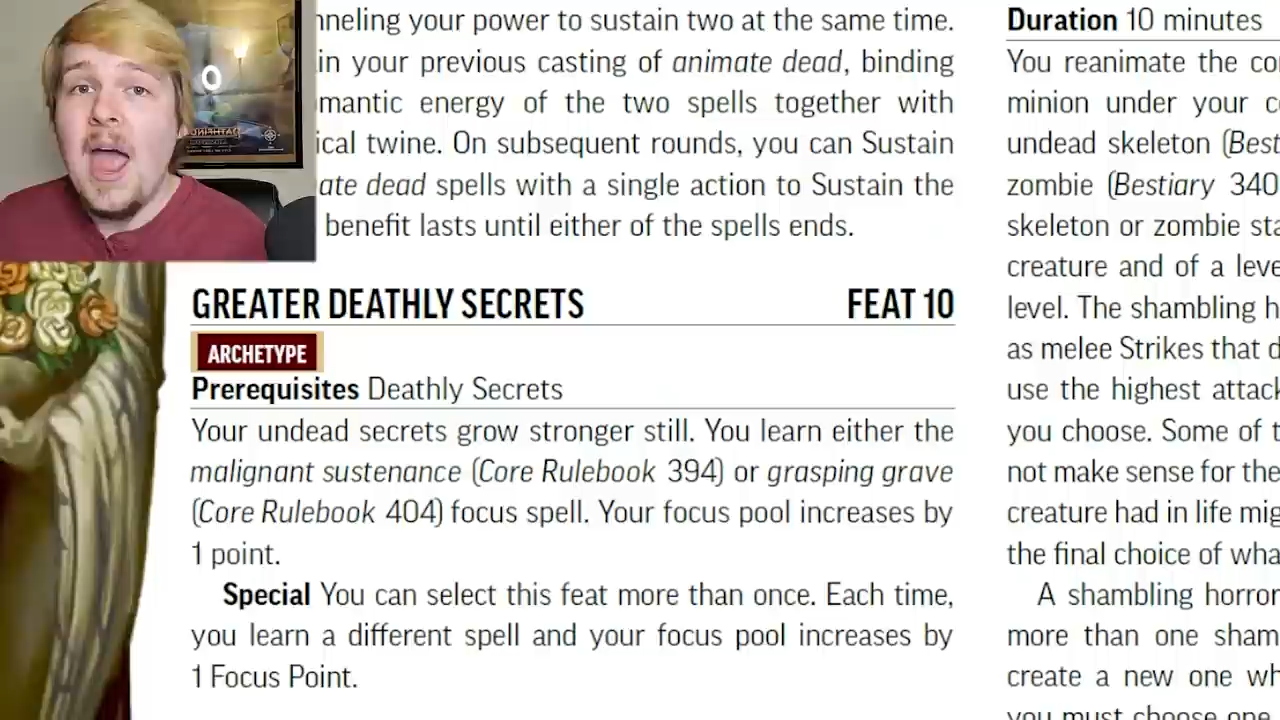 nneling your power to sustain two at the same time.
in your previous casting of animate dead, binding
mantic energy of the two spells together with
ical twine. On subsequent rounds, you can Sustain
ate dead spells with a single action to Sustain the
benefit lasts until either of the spells ends.
GREATER DEATHLY SECRETS FEAT 10
ARCHETYPE
Prerequisites Deathly Secrets
Your undead secrets grow stronger still. You learn either the
malignant sustenance (Core Rulebook 394) or grasping grave
(Core Rulebook 404) focus spell. Your focus pool increases by
1 point.
Special You can select this feat more than once. Each time,
you learn a different spell and your focus pool increases by
1 Focus Point.
Duration 10 minutes
You reanimate the co
minion under your c
undead skeleton (Best
zombie (Bestiary 340
skeleton or zombie sta
creature and of a leve
level. The shambling h
as melee Strikes that d
use the highest attack
you choose. Some of t
not make sense for the
creature had in life mig
the final choice of wha
A shambling horror
more than one sham
create a new one wh
you must choose one